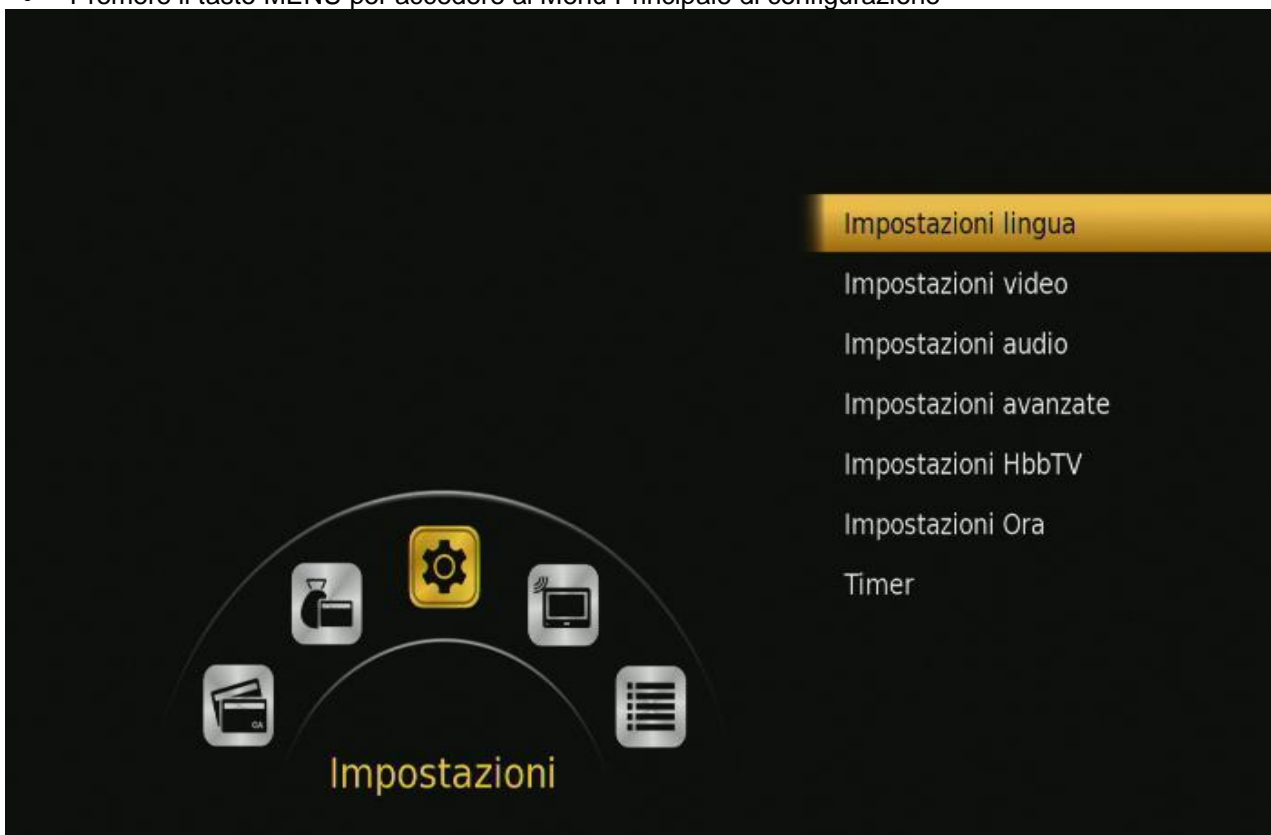 • Premere il tasto MENU per accedere al Menu Principale di configurazione
Impostazioni lingua
Impostazioni video
Impostazioni audio
Impostazioni avanzate
Impostazioni HbbTV
Impostazioni Ora
Timer
CA
Impostazioni